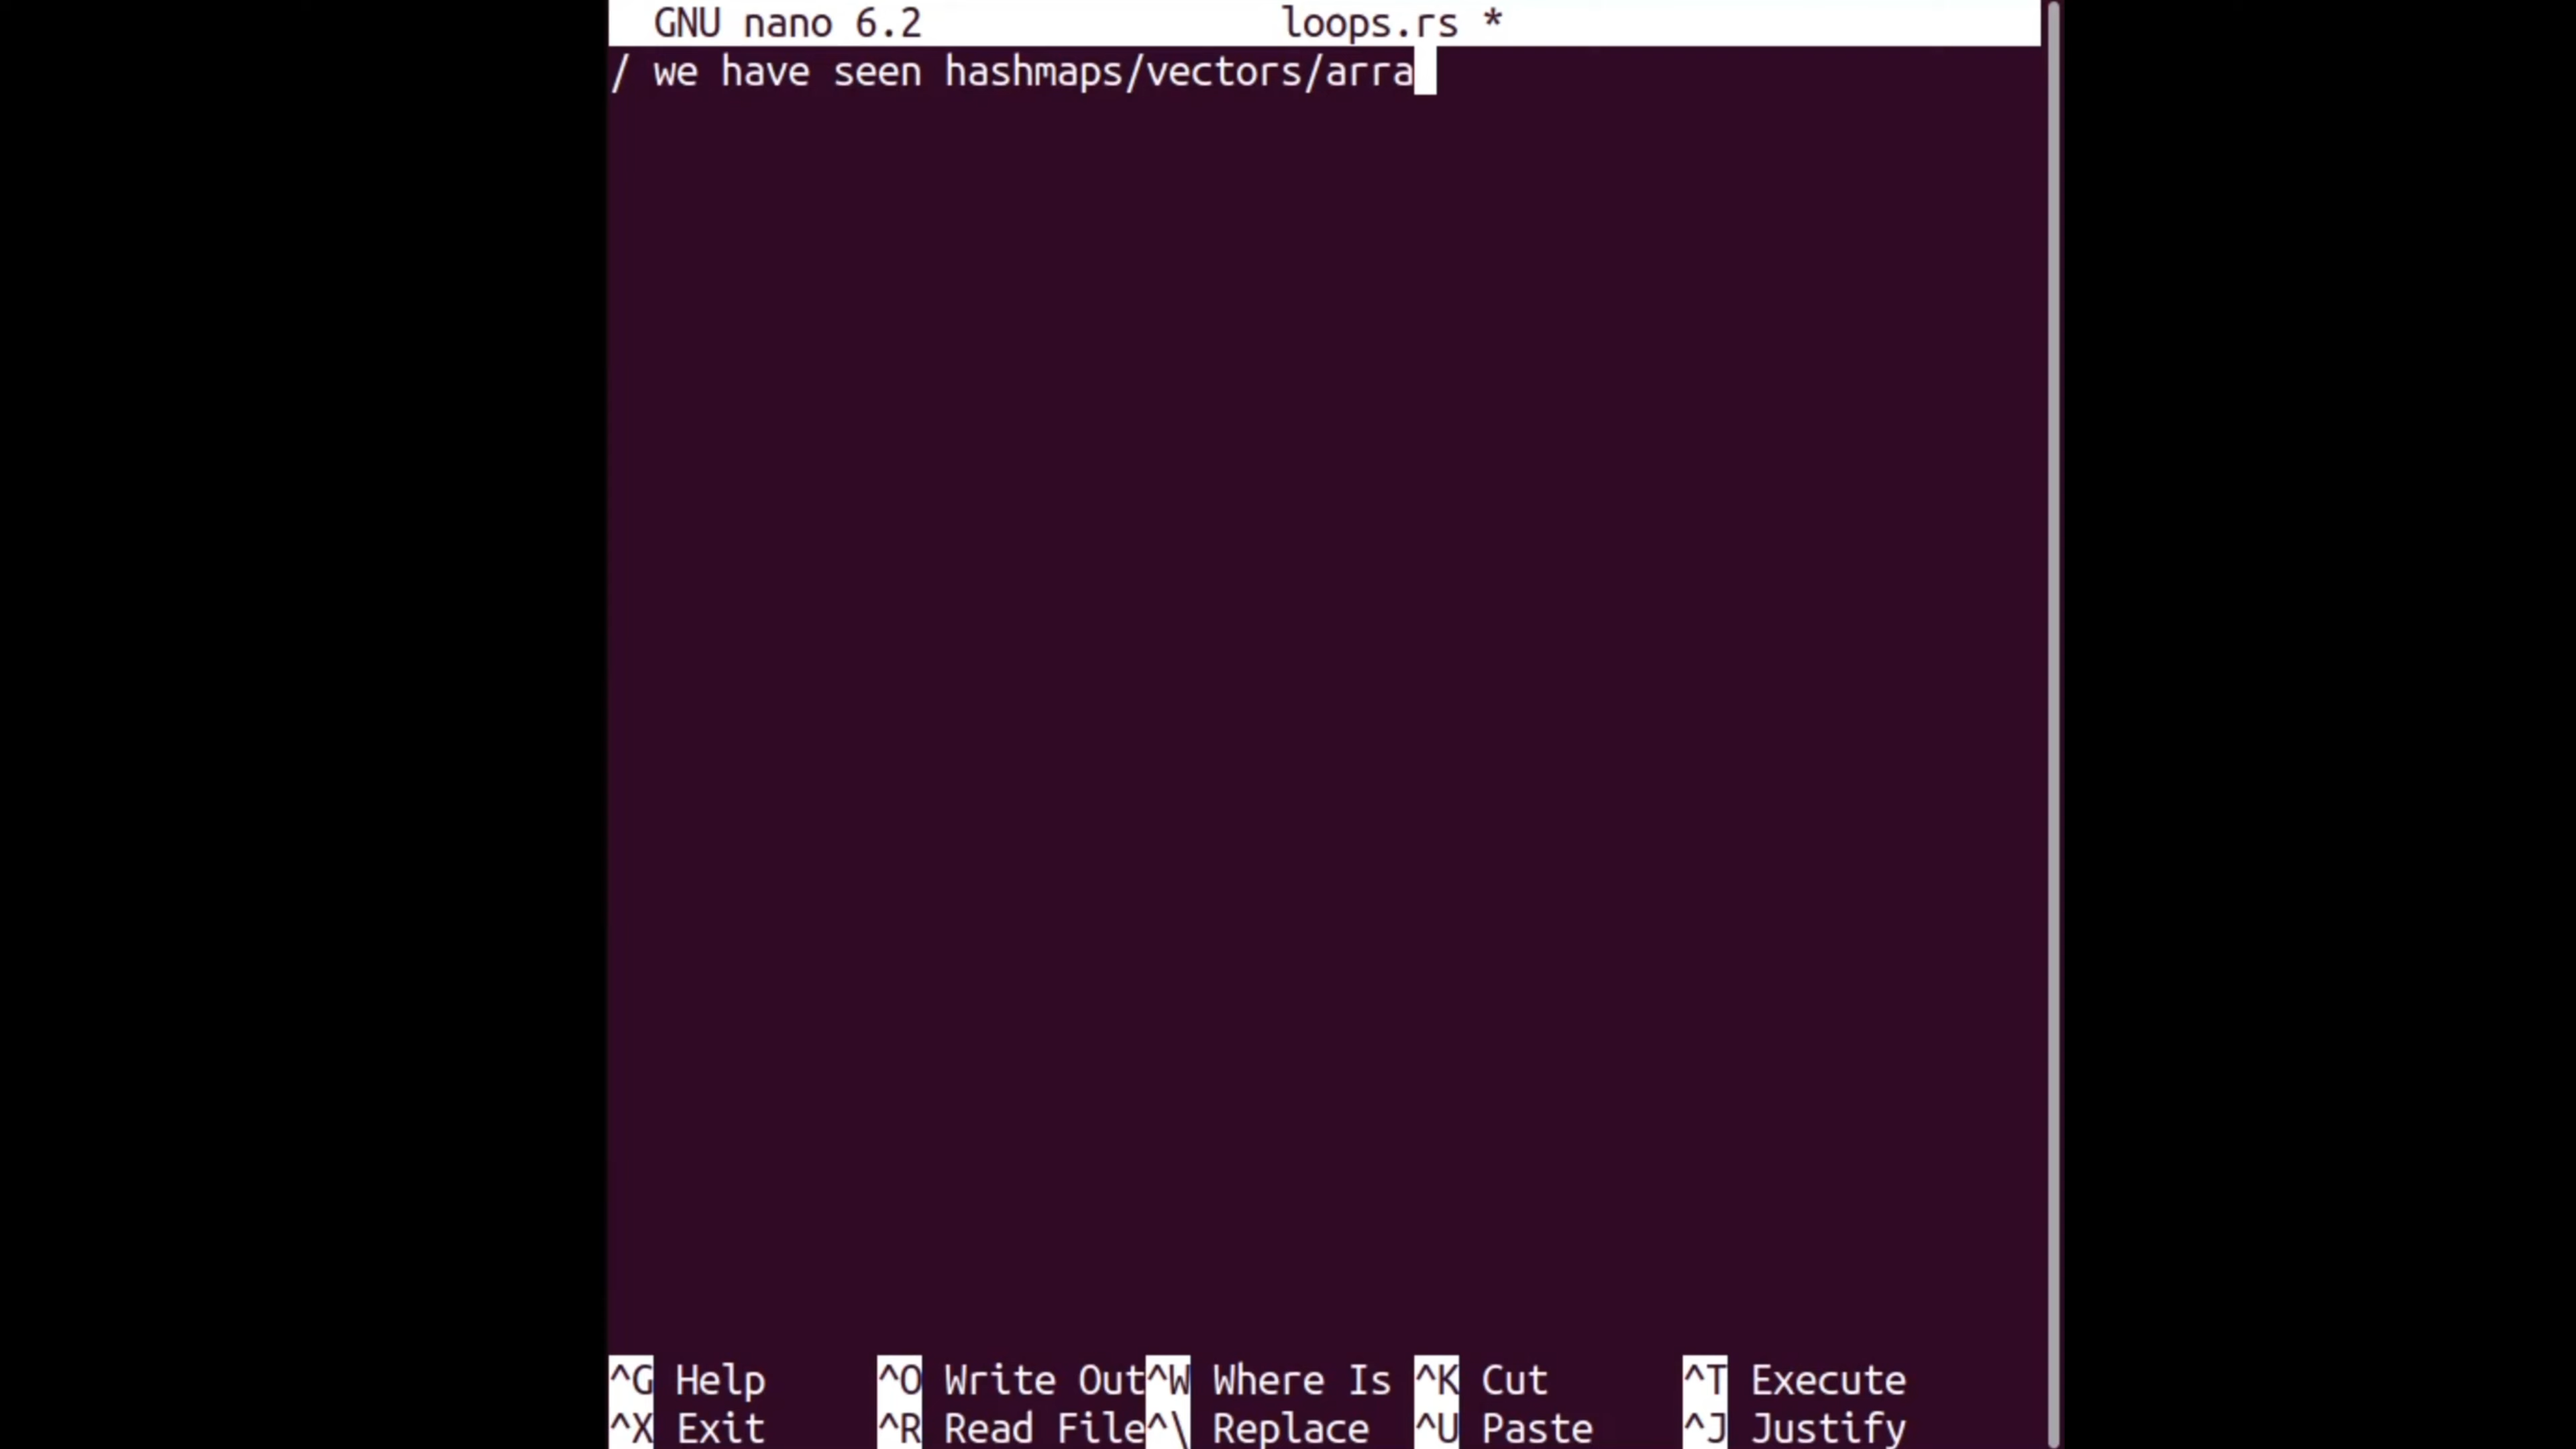 GNU nano 6.2 loops.rs *
/ we have seen hashmaps/vectors/arra
^G Help ^O Write Out ^W Where Is ^K Cut ^T Execute
^X Exit ^R Read File ^\ Replace ^U Paste ^J Justify